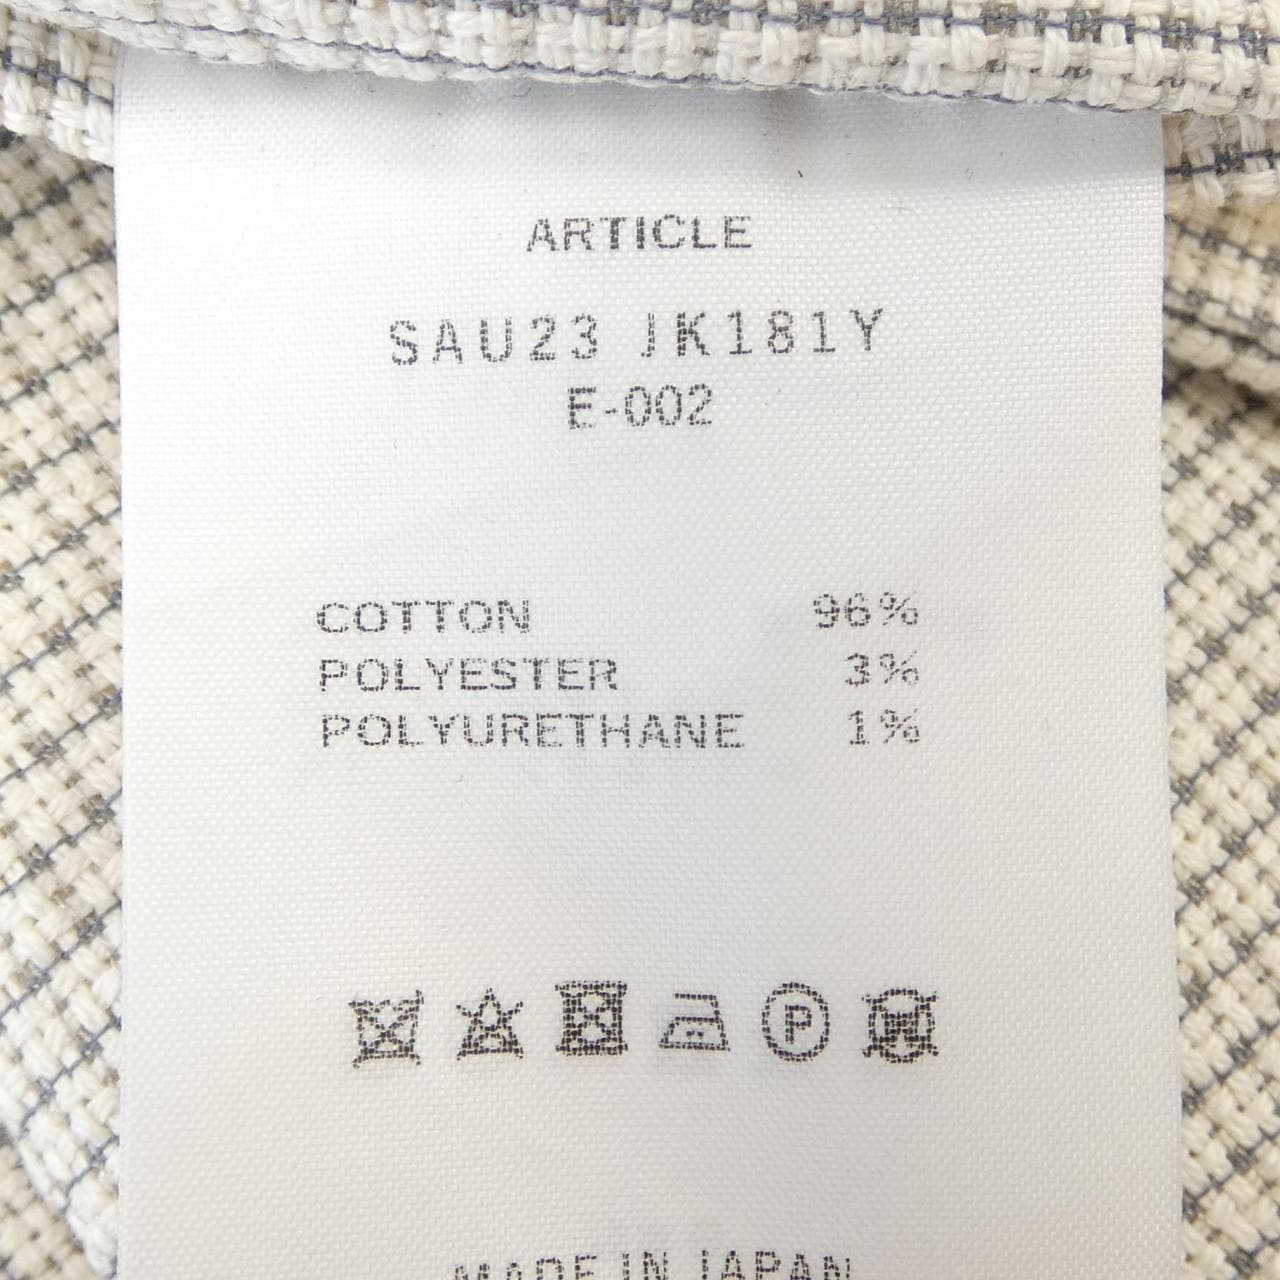 ARTICLE
SAU23 JK181Y
E-002
COTTON 96%
POLYESTER 3%
POLYURETHANE 1%
P
W
MADE IN JAPAN